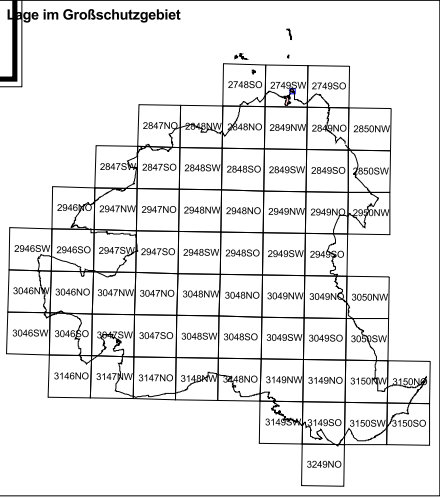 Lage im Großschutzgebiet
2748SO 2749SW 2749SO
2847NO 2848NW 2848NO 2849NW 2849NO 2850NW
2847SW 2847SO 2848SW 2848SO 2849SW 2849SO 2850SW
2946NO 2947NW 2947NO 2948NW 2948NO 2949NW 2949NO 2950NW
2946SW 2946SO 2947SW 2947SO 2948SW 2948SO 2949SW 2949SO
3046NW 3046NO 3047NW 3047NO 3048NW 3048NO 3049NW 3049NO 3050NW
3046SW 3046SO 3047SW 3047SO 3048SW 3048SO 3049SW 3049SO 3050SW
3146NO 3147NW 3147NO 3148NW 3148NO 3149NW 3149NO 3150NW 3150NO
3149SW 3149SO 3150SW 3150SO
3249NO